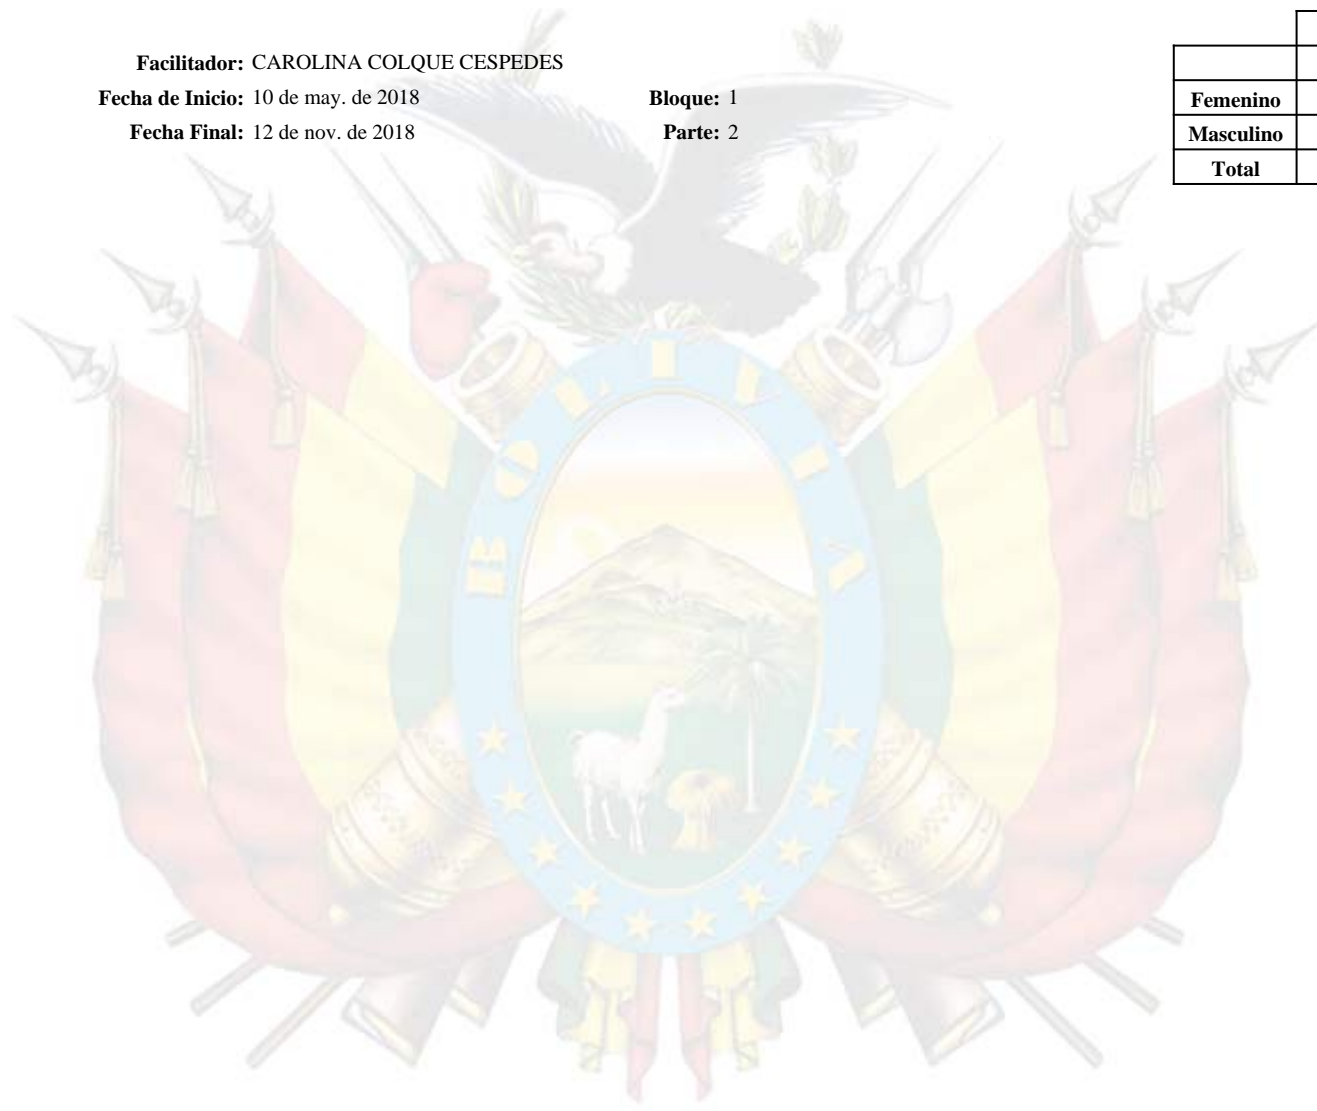 Facilitador: CAROLINA COLQUE CESPEDES
Fecha de Inicio: 10 de may. de 2018 Bloque: 1
Fecha Final: 12 de nov. de 2018 Parte: 2
Femenino
Masculino
Total
BOLIVIA